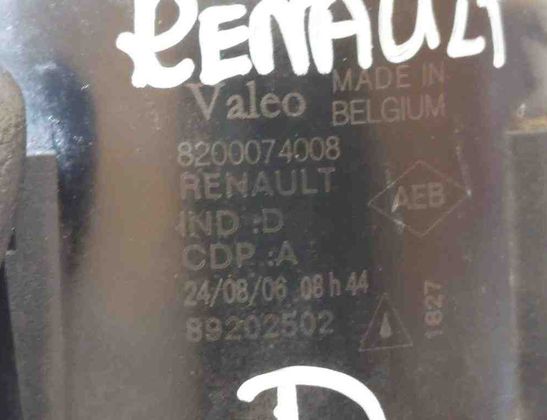 RENAULT
Valeo MADE IN
BELGIUM
8200074008
RENAULT
AEB
IND :D
CDP :A
24/08/06 08 h 44
89202502
1827
D